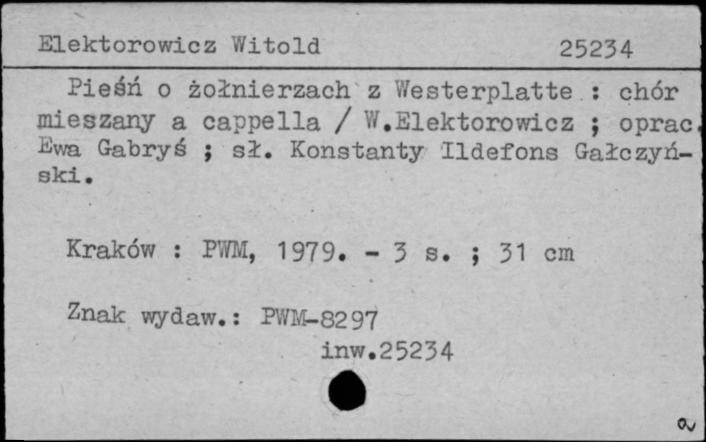 Elektorowicz Witold 25234
Pieśń o żołnierzach z Westerplatte : chór
mieszany a cappella / W.Elektorowicz ; oprac.
Ewa Gabryś ; sł. Konstanty Ildefons Gałczyń-
ski.
Kraków : PWM, 1979. - 3 s. ; 31 cm
Znak wydaw.: PWM-8297
inw.25234